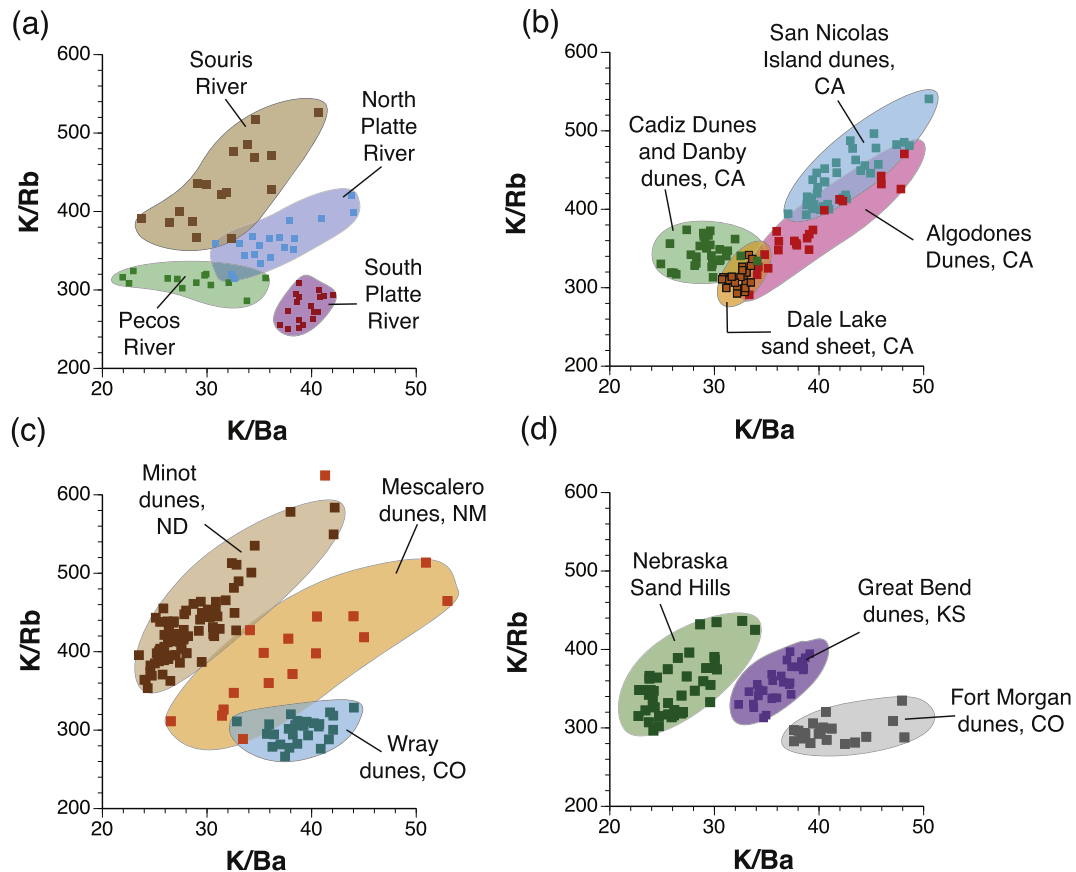 (a)
600
500
400
300
200
20
30
40
50
K/Rb
K/Ba
Souris
River
North
Platte
River
South
Platte
River
Pecos
River
(b)
600
500
400
300
200
20
30
40
50
K/Rb
K/Ba
San Nicolas
Island dunes,
CA
Cadiz Dunes
and Danby
dunes, CA
Algodones
Dunes, CA
Dale Lake
sand sheet, CA
(c)
600
500
400
300
200
20
30
40
50
K/Rb
K/Ba
Minot
dunes,
ND
Mescalero
dunes, NM
Wray
dunes, CO
(d)
600
500
400
300
200
20
30
40
50
K/Rb
K/Ba
Nebraska
Sand Hills
Great Bend
dunes, KS
Fort Morgan
dunes, CO